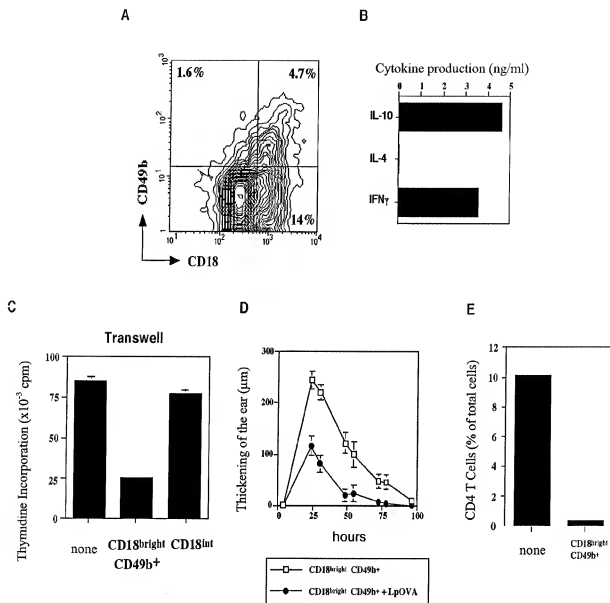 A
B
1.6%
4.7%
14%
10³
10²
10¹
1
10¹ 10² 10³ 10⁴
CD49b
CD18
Cytokine production (ng/ml)
0 1 2 3 4 5
IL-10
IL-4
IFNγ
C
D
E
Transwell
Thymidine Incorporation (x10⁻³ cpm)
100
75
50
25
0
none
CD18bright CD49b+
CD18int
Thickening of the ear (µm)
300
200
100
0
0 25 50 75 100
hours
CD18bright CD49b+
CD18bright CD49b+ +LpOVA
CD4 T Cells (% of total cells)
12
10
8
6
4
2
0
none
CD18bright
CD49b+